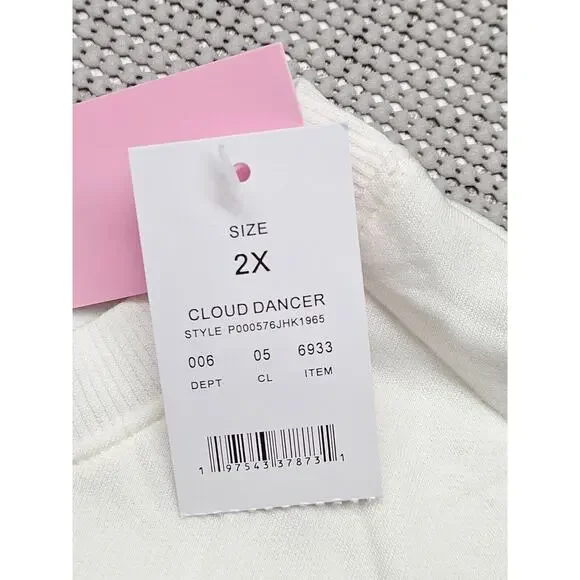 SIZE
2X
CLOUD DANCER
STYLE P000576JHK1965
006 05 6933
DEPT CL ITEM
1 97543 37873 1